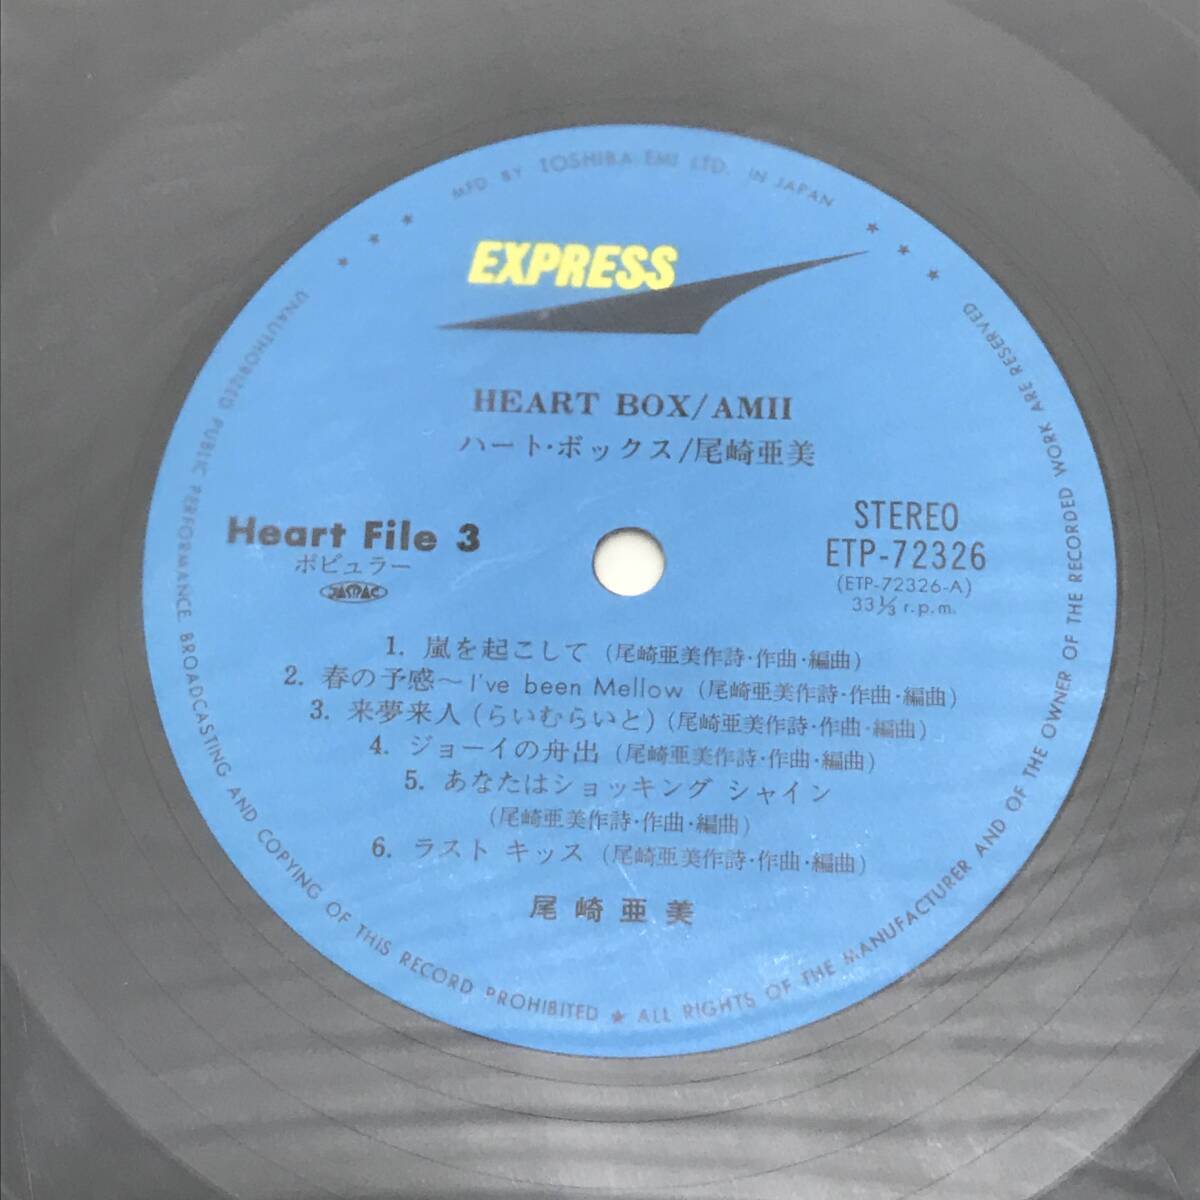 MFD BY TOSHIBA EMI LTD. IN JAPAN
★ ★ ★
★ ★ ★
EXPRESS
HEART BOX/AMII
ハート・ボックス/尾崎亜美
Heart File 3
ポピュラー
JASRAC
STEREO
ETP-72326
(ETP-72326-A)
33⅓ r.p.m.
1. 嵐を起こして (尾崎亜美作詩・作曲・編曲)
2. 春の予感～I've been Mellow (尾崎亜美作詩・作曲・編曲)
3. 来夢来人 (らいむらいと) (尾崎亜美作詩・作曲・編曲)
4. ジョーイの舟出 (尾崎亜美作詩・作曲・編曲)
5. あなたはショッキング シャイン
(尾崎亜美作詩・作曲・編曲)
6. ラスト キッス (尾崎亜美作詩・作曲・編曲)
尾崎亜美
UNAUTHORISED PUBLIC PERFORMANCE BROADCASTING AND COPYING OF THIS RECORD PROHIBITED ★ ALL RIGHTS OF THE MANUFACTURER AND OF THE OWNER OF THE RECORDED WORK ARE RESERVED